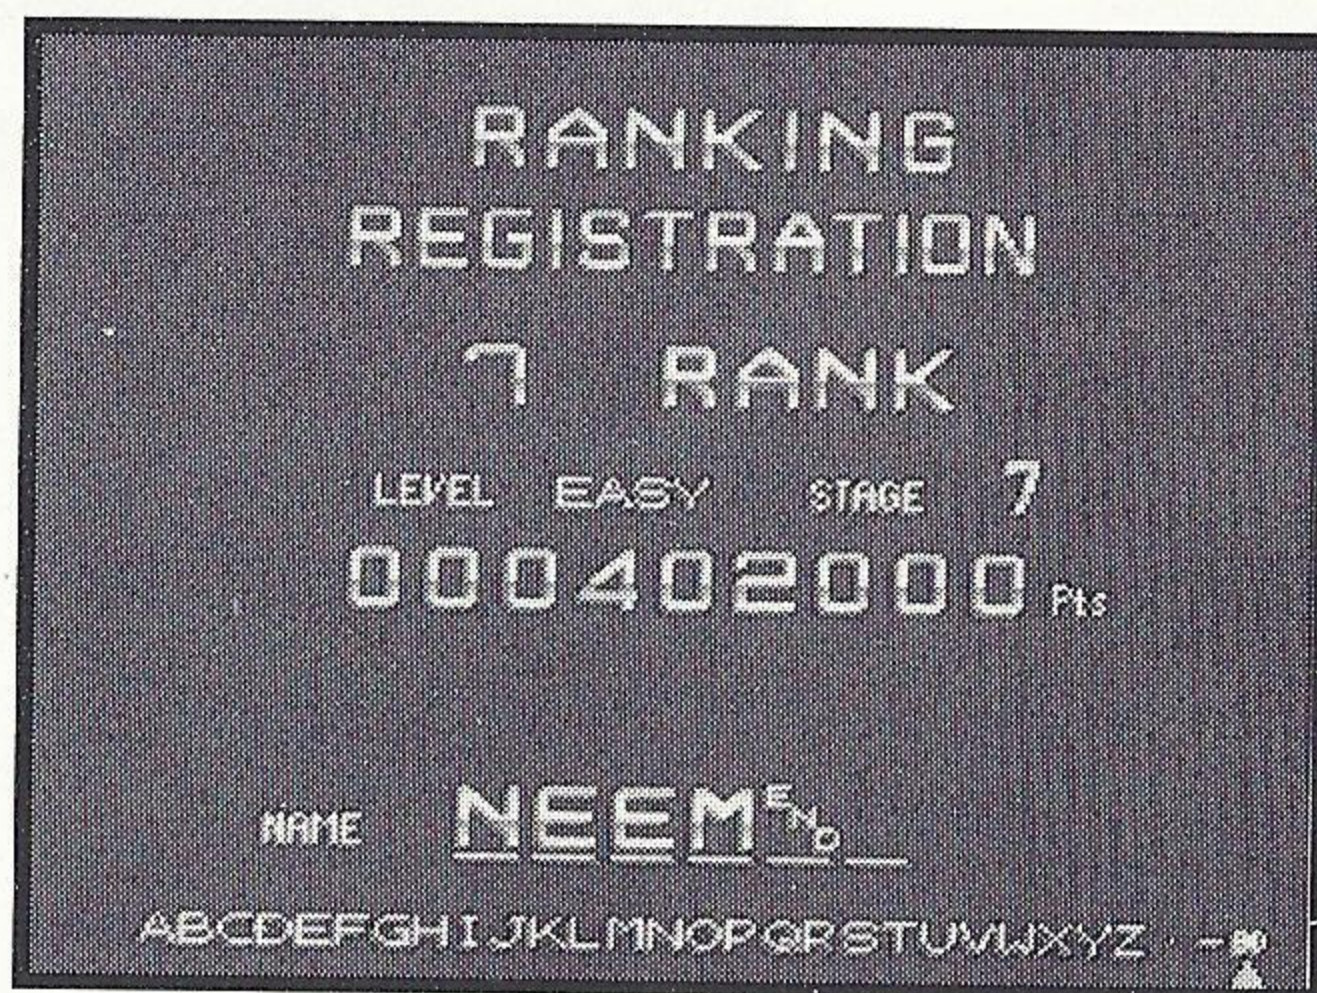 RANKING
REGISTRATION
7 RANK
LEVEL EASY STAGE 7
000402000 Pts
NAME NEEM END
ABCDEFGHIJKLMNOPQRSTUVWXYZ.-